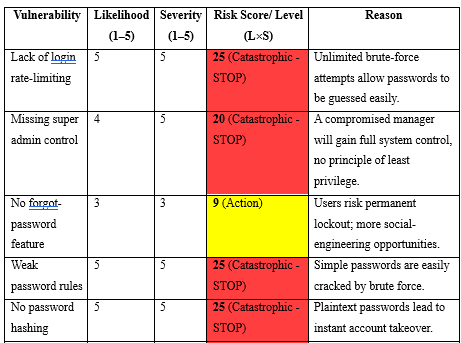 Vulnerability Likelihood Severity Risk Score/ Level Reason
(1–5) (1–5) (L×S)
Lack of login 5 5 25 (Catastrophic - Unlimited brute-force
rate-limiting STOP) attempts allow passwords to
be guessed easily.
Missing super 4 5 20 (Catastrophic - A compromised manager
admin control STOP) will gain full system control,
no principle of least
privilege.
No forgot- 3 3 9 (Action) Users risk permanent
password lockout; more social-
feature engineering opportunities.
Weak 5 5 25 (Catastrophic - Simple passwords are easily
password rules STOP) cracked by brute force.
No password 5 5 25 (Catastrophic - Plaintext passwords lead to
hashing STOP) instant account takeover.